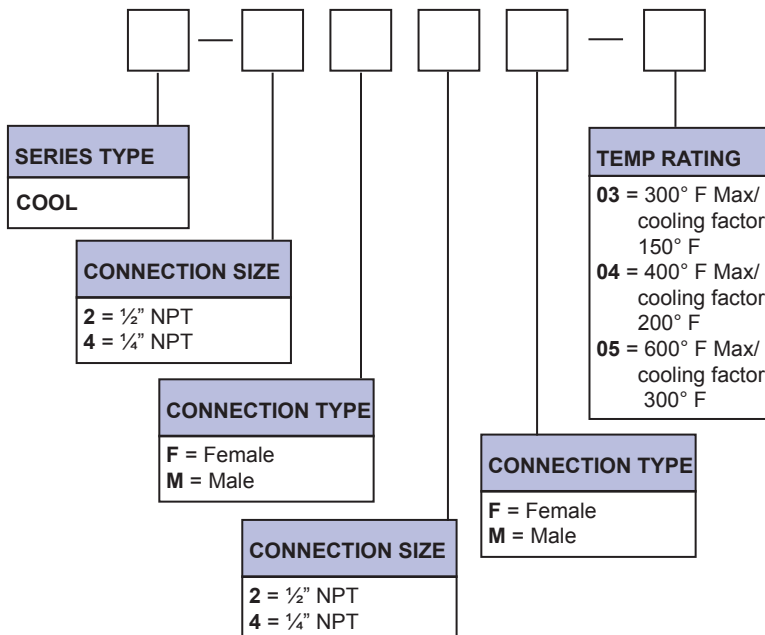 SERIES TYPE
COOL
CONNECTION SIZE
2 = ½” NPT
4 = ¼” NPT
CONNECTION TYPE
F = Female
M = Male
CONNECTION SIZE
2 = ½” NPT
4 = ¼” NPT
CONNECTION TYPE
F = Female
M = Male
TEMP RATING
03 = 300° F Max/
cooling factor
150° F
04 = 400° F Max/
cooling factor
200° F
05 = 600° F Max/
cooling factor
300° F